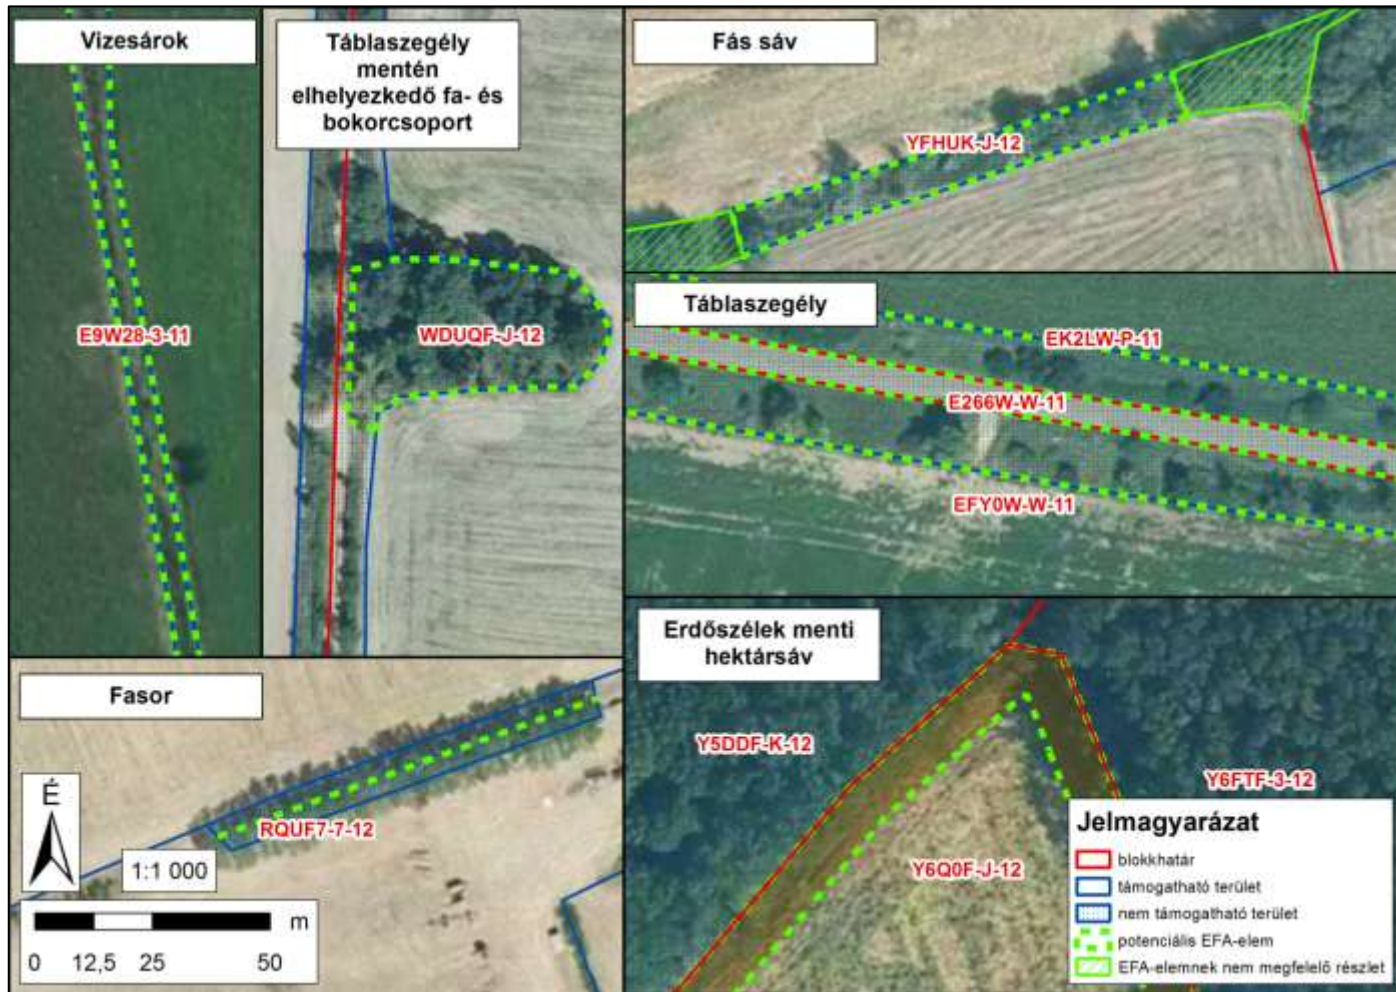 Vizesárok
E9W28-3-11
Táblaszegély
mentén
elhelyezkedő fa- és
bokorcsoport
WDUQF-J-12
Fás sáv
YFHUK-J-12
Táblaszegély
EK2LW-P-11
E266W-W-11
EFY0W-W-11
Fasor
RQUF7-7-12
É
1:1 000
m
0 12,5 25 50
Erdőszélek menti
hektársáv
Y5DDF-K-12
Y6FTF-3-12
Y6Q0F-J-12
Jelmagyarázat
blokkhatár
támogatható terület
nem támogatható terület
potenciális EFA-elem
EFA-elemnek nem megfelelő részlet